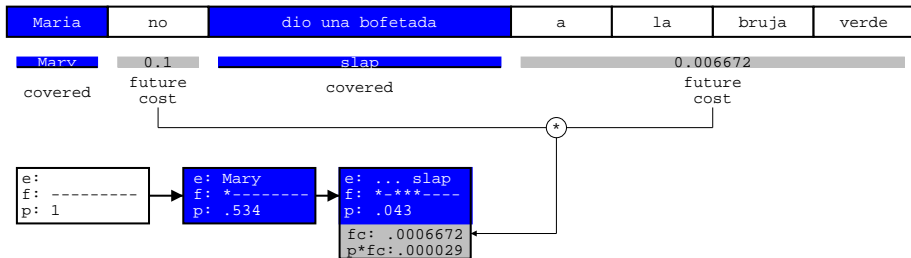 Maria no dio una bofetada a la bruja verde
Mary 0.1 slap 0.006672
covered future cost covered future cost
*
e:
f: ---------
p: 1
e: Mary
f: *--------
p: .534
e: ... slap
f: *-***----
p: .043
fc: .0006672
p*fc:.000029